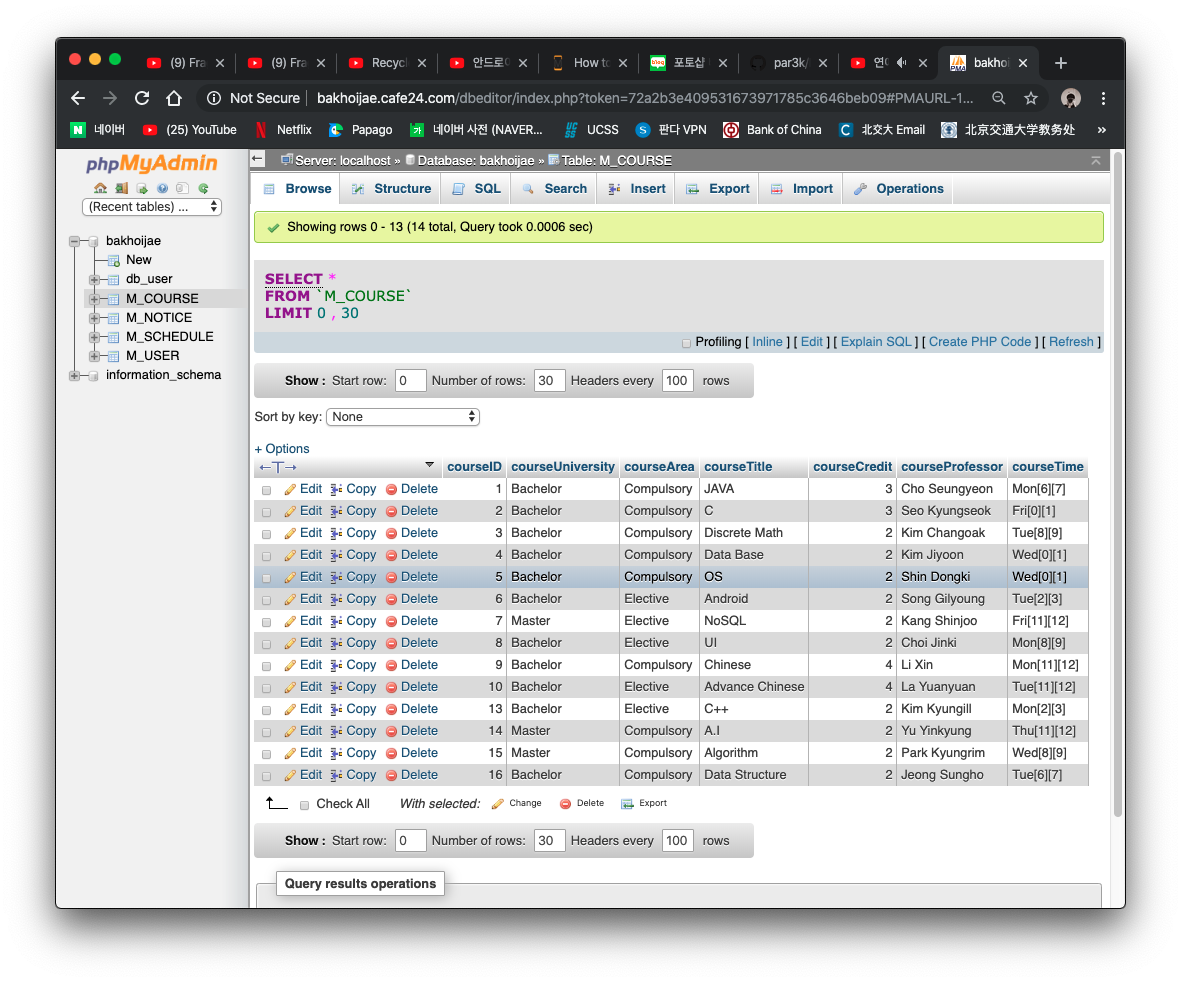 (9) Fra
(9) Fra
Recycl
안드로이
How to
포토샵
par3k/
연예
bakhoi
Not Secure | bakhoijae.cafe24.com/dbeditor/index.php?token=72a2b3e409531673971785c3646beb09#PMAURL-1...
네이버
(25) YouTube
Netflix
Papago
네이버 사전 (NAVER...
UCSS
판다 VPN
Bank of China
北交大 Email
北京交通大学教务处
»
phpMyAdmin
(Recent tables) ...
bakhoijae
New
db_user
M_COURSE
M_NOTICE
M_SCHEDULE
M_USER
information_schema
Server: localhost » Database: bakhoijae » Table: M_COURSE
Browse Structure SQL Search Insert Export Import Operations
Showing rows 0 - 13 (14 total, Query took 0.0006 sec)
SELECT *
FROM `M_COURSE`
LIMIT 0 , 30
Profiling [ Inline ] [ Edit ] [ Explain SQL ] [ Create PHP Code ] [ Refresh ]
Show : Start row: 0 Number of rows: 30 Headers every 100 rows
Sort by key: None
+ Options
←T→ courseID courseUniversity courseArea courseTitle courseCredit courseProfessor courseTime
Edit Copy Delete 1 Bachelor Compulsory JAVA 3 Cho Seungyeon Mon[6][7]
Edit Copy Delete 2 Bachelor Compulsory C 3 Seo Kyungseok Fri[0][1]
Edit Copy Delete 3 Bachelor Compulsory Discrete Math 2 Kim Changoak Tue[8][9]
Edit Copy Delete 4 Bachelor Compulsory Data Base 2 Kim Jiyoon Wed[0][1]
Edit Copy Delete 5 Bachelor Compulsory OS 2 Shin Dongki Wed[0][1]
Edit Copy Delete 6 Bachelor Elective Android 2 Song Gilyoung Tue[2][3]
Edit Copy Delete 7 Master Elective NoSQL 2 Kang Shinjoo Fri[11][12]
Edit Copy Delete 8 Bachelor Elective UI 2 Choi Jinki Mon[8][9]
Edit Copy Delete 9 Bachelor Compulsory Chinese 4 Li Xin Mon[11][12]
Edit Copy Delete 10 Bachelor Elective Advance Chinese 4 La Yuanyuan Tue[11][12]
Edit Copy Delete 13 Bachelor Elective C++ 2 Kim Kyungill Mon[2][3]
Edit Copy Delete 14 Master Compulsory A.I 2 Yu Yinkyung Thu[11][12]
Edit Copy Delete 15 Master Compulsory Algorithm 2 Park Kyungrim Wed[8][9]
Edit Copy Delete 16 Bachelor Compulsory Data Structure 2 Jeong Sungho Tue[6][7]
Check All With selected: Change Delete Export
Show : Start row: 0 Number of rows: 30 Headers every 100 rows
Query results operations